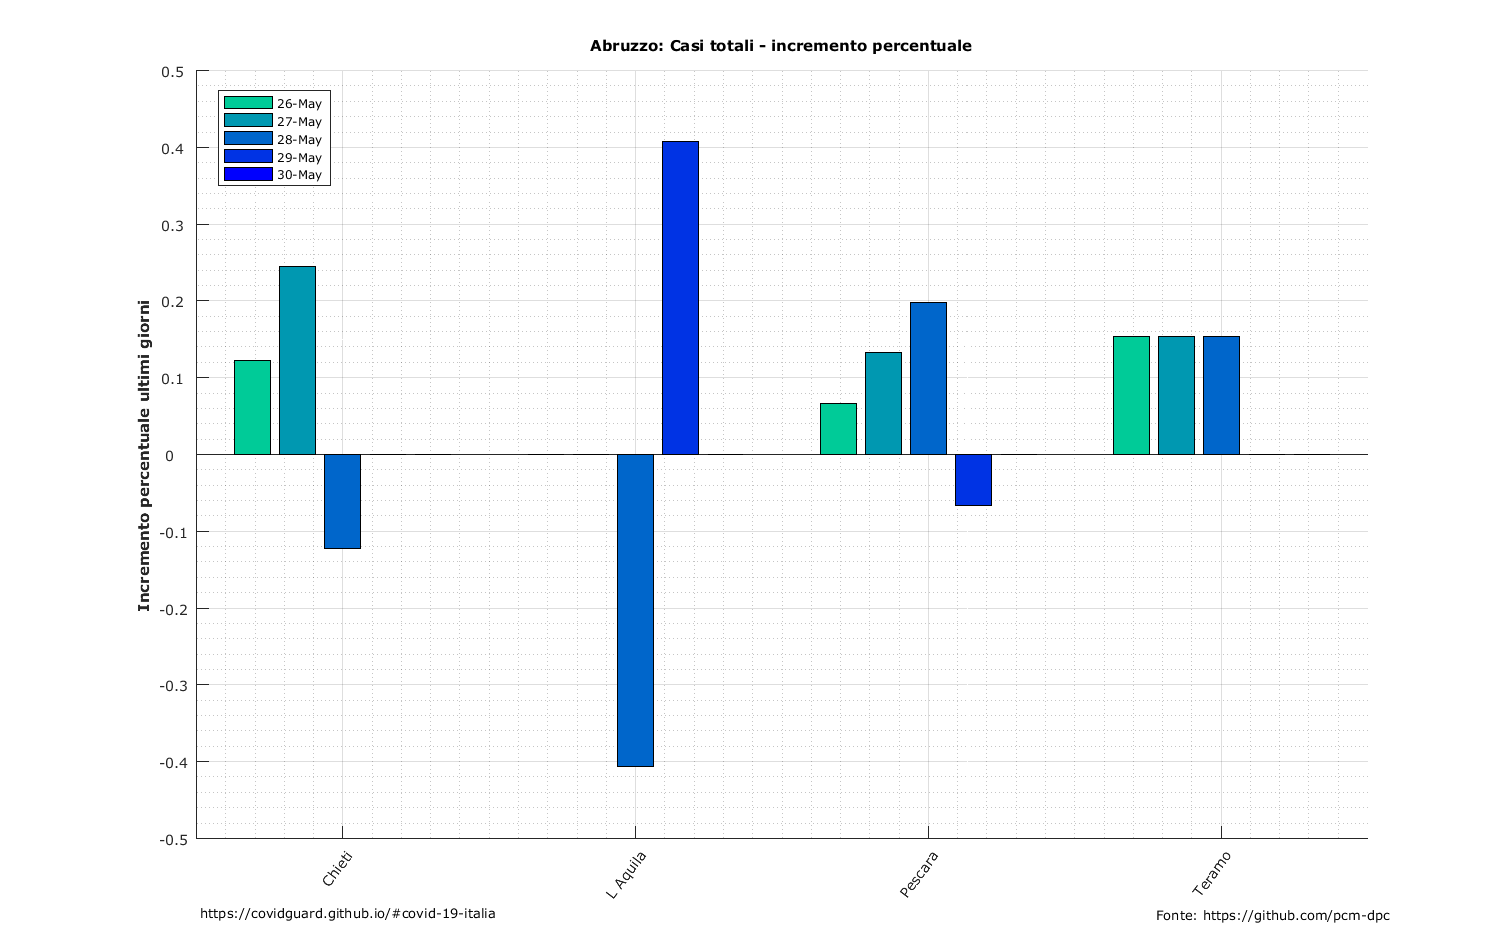 Abruzzo: Casi totali - incremento percentuale
0.5
0.4
0.3
0.2
0.1
0
-0.1
-0.2
-0.3
-0.4
-0.5
Incremento percentuale ultimi giorni
26-May
27-May
28-May
29-May
30-May
Chieti
L Aquila
Pescara
Teramo
https://covidguard.github.io/#covid-19-italia
Fonte: https://github.com/pcm-dpc